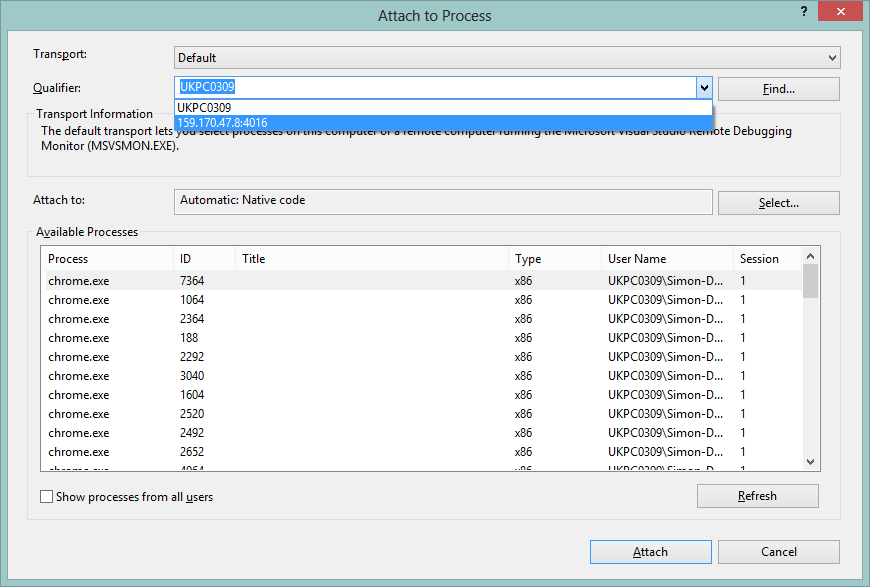 Attach to Process
?
Transport: Default
Qualifier: UKPC0309 Find...
UKPC0309
159.170.47.8:4016
Transport Information
The default transport lets you select processes on this computer or a remote computer running the Microsoft Visual Studio Remote Debugging
Monitor (MSVSMON.EXE).
Attach to: Automatic: Native code Select...
Available Processes
Process ID Title Type User Name Session
chrome.exe 7364 x86 UKPC0309\Simon-D... 1
chrome.exe 1064 x86 UKPC0309\Simon-D... 1
chrome.exe 2364 x86 UKPC0309\Simon-D... 1
chrome.exe 188 x86 UKPC0309\Simon-D... 1
chrome.exe 2292 x86 UKPC0309\Simon-D... 1
chrome.exe 3040 x86 UKPC0309\Simon-D... 1
chrome.exe 1604 x86 UKPC0309\Simon-D... 1
chrome.exe 2520 x86 UKPC0309\Simon-D... 1
chrome.exe 2492 x86 UKPC0309\Simon-D... 1
chrome.exe 2652 x86 UKPC0309\Simon-D... 1
Show processes from all users Refresh
Attach Cancel